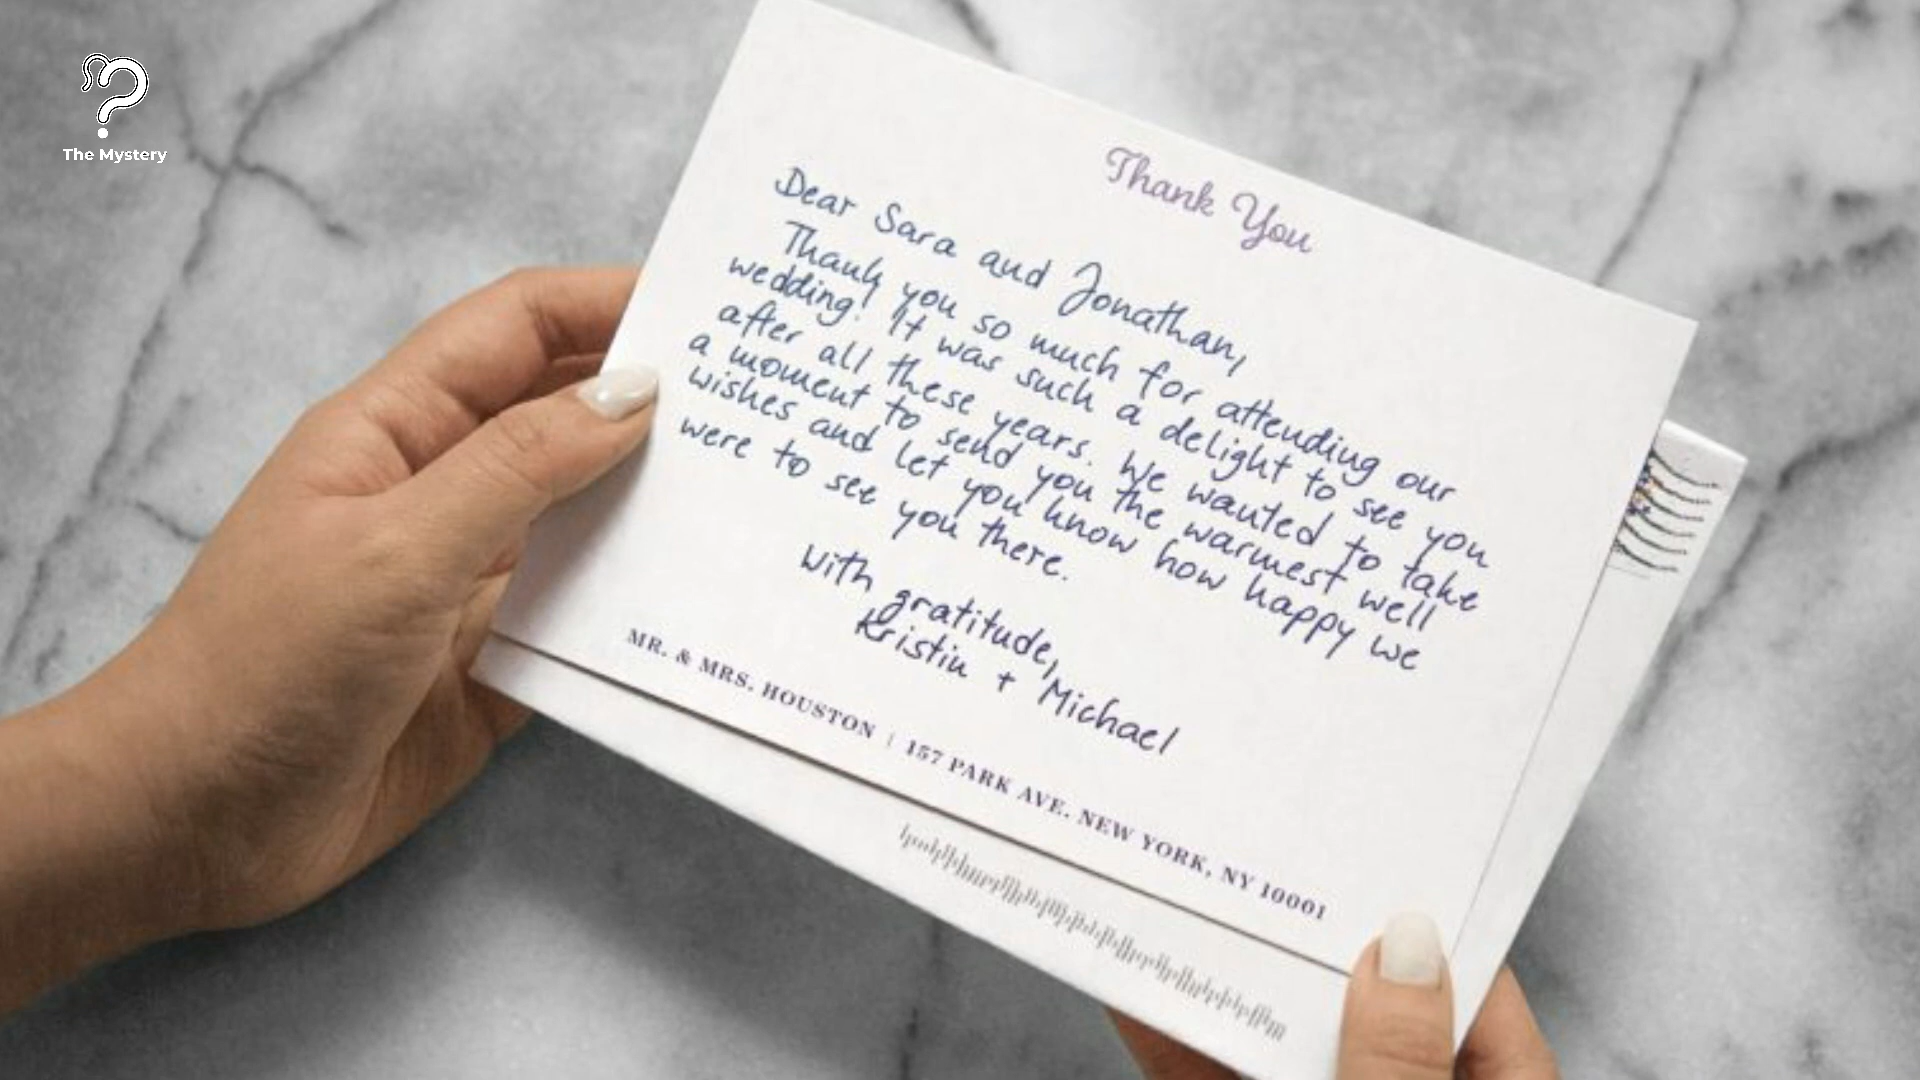 The Mystery
Thank You
Dear Sara and Jonathan,
Thank you so much for attending our
wedding! It was such a delight to see you
after all these years. We wanted to take
a moment to send you the warmest well
wishes and let you know how happy we
were to see you there.
With gratitude,
Kristin + Michael
MR. & MRS. HOUSTON | 157 PARK AVE. NEW YORK, NY 10001